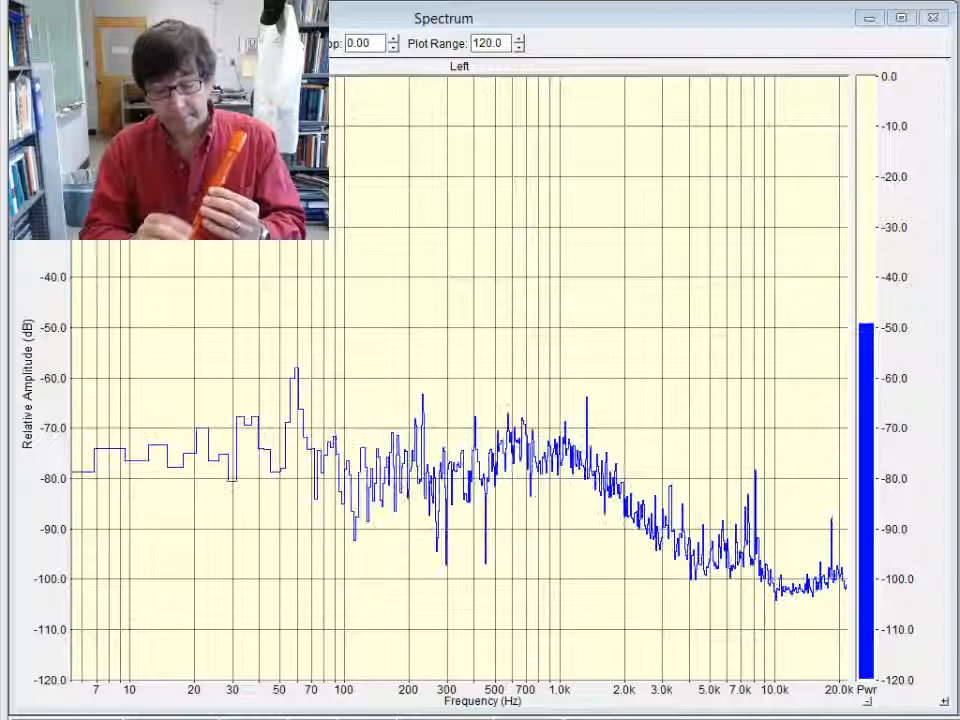 Spectrum
op: 0.00 Plot Range: 120.0
Left
0.0
-10.0
-20.0
-30.0
-40.0 -40.0
-50.0 -50.0
-60.0 -60.0
-70.0 -70.0
-80.0 -80.0
-90.0 -90.0
-100.0 -100.0
-110.0 -110.0
-120.0 -120.0
Relative Amplitude (dB)
7 10 20 30 50 70 100 200 300 500 700 1.0k 2.0k 3.0k 5.0k 7.0k 10.0k 20.0k Pwr
Frequency (Hz)